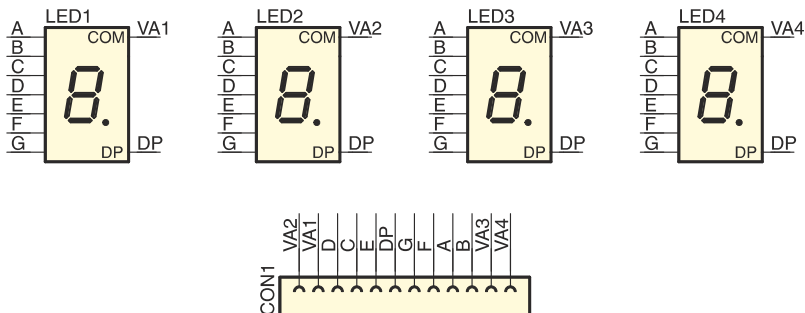 LED1 LED2 LED3 LED4
A COM VA1 A COM VA2 A COM VA3 A COM VA4
B B B B
C C C C
D D D D
E E E E
F F F F
G DP DP G DP DP G DP DP G DP DP
VA2 VA1 D C E DP G F A B VA3 VA4
CON1